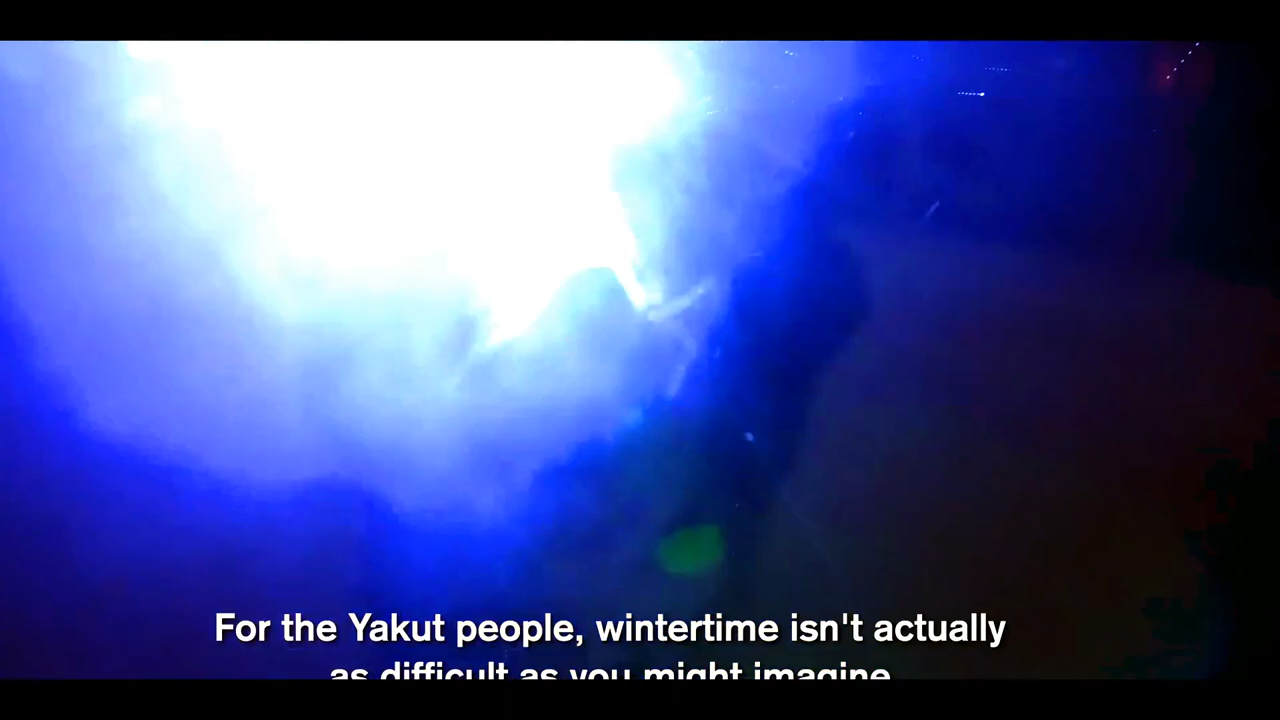 For the Yakut people, wintertime isn't actually
as difficult as you might imagine